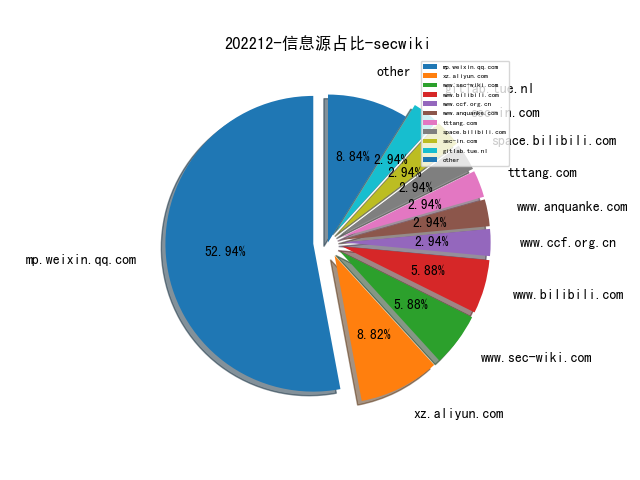 202212-信息源占比-secwiki
other
mp.weixin.qq.com
xz.aliyun.com
www.sec-wiki.com
www.bilibili.com
www.ccf.org.cn
www.anquanke.com
tttang.com
space.bilibili.com
sec-in.com
gitlab.tue.nl
other
space.bilibili.com
tttang.com
www.anquanke.com
www.ccf.org.cn
www.bilibili.com
www.sec-wiki.com
xz.aliyun.com
mp.weixin.qq.com
8.84%
2.94%
2.94%
2.94%
2.94%
2.94%
2.94%
5.88%
5.88%
8.82%
52.94%